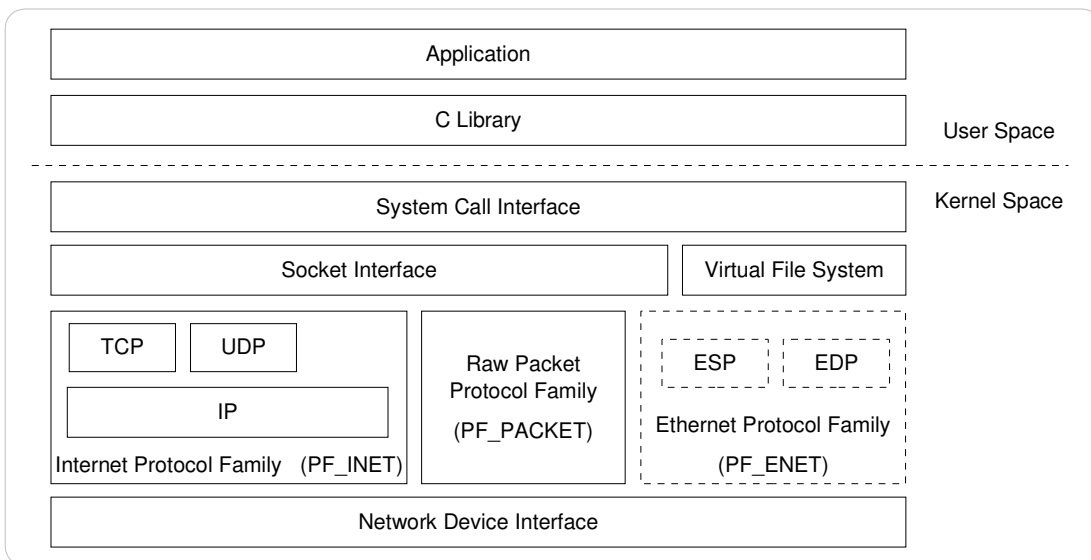 Application
C Library
User Space
Kernel Space
System Call Interface
Socket Interface
Virtual File System
TCP
UDP
IP
Internet Protocol Family (PF_INET)
Raw Packet
Protocol Family
(PF_PACKET)
ESP
EDP
Ethernet Protocol Family
(PF_ENET)
Network Device Interface